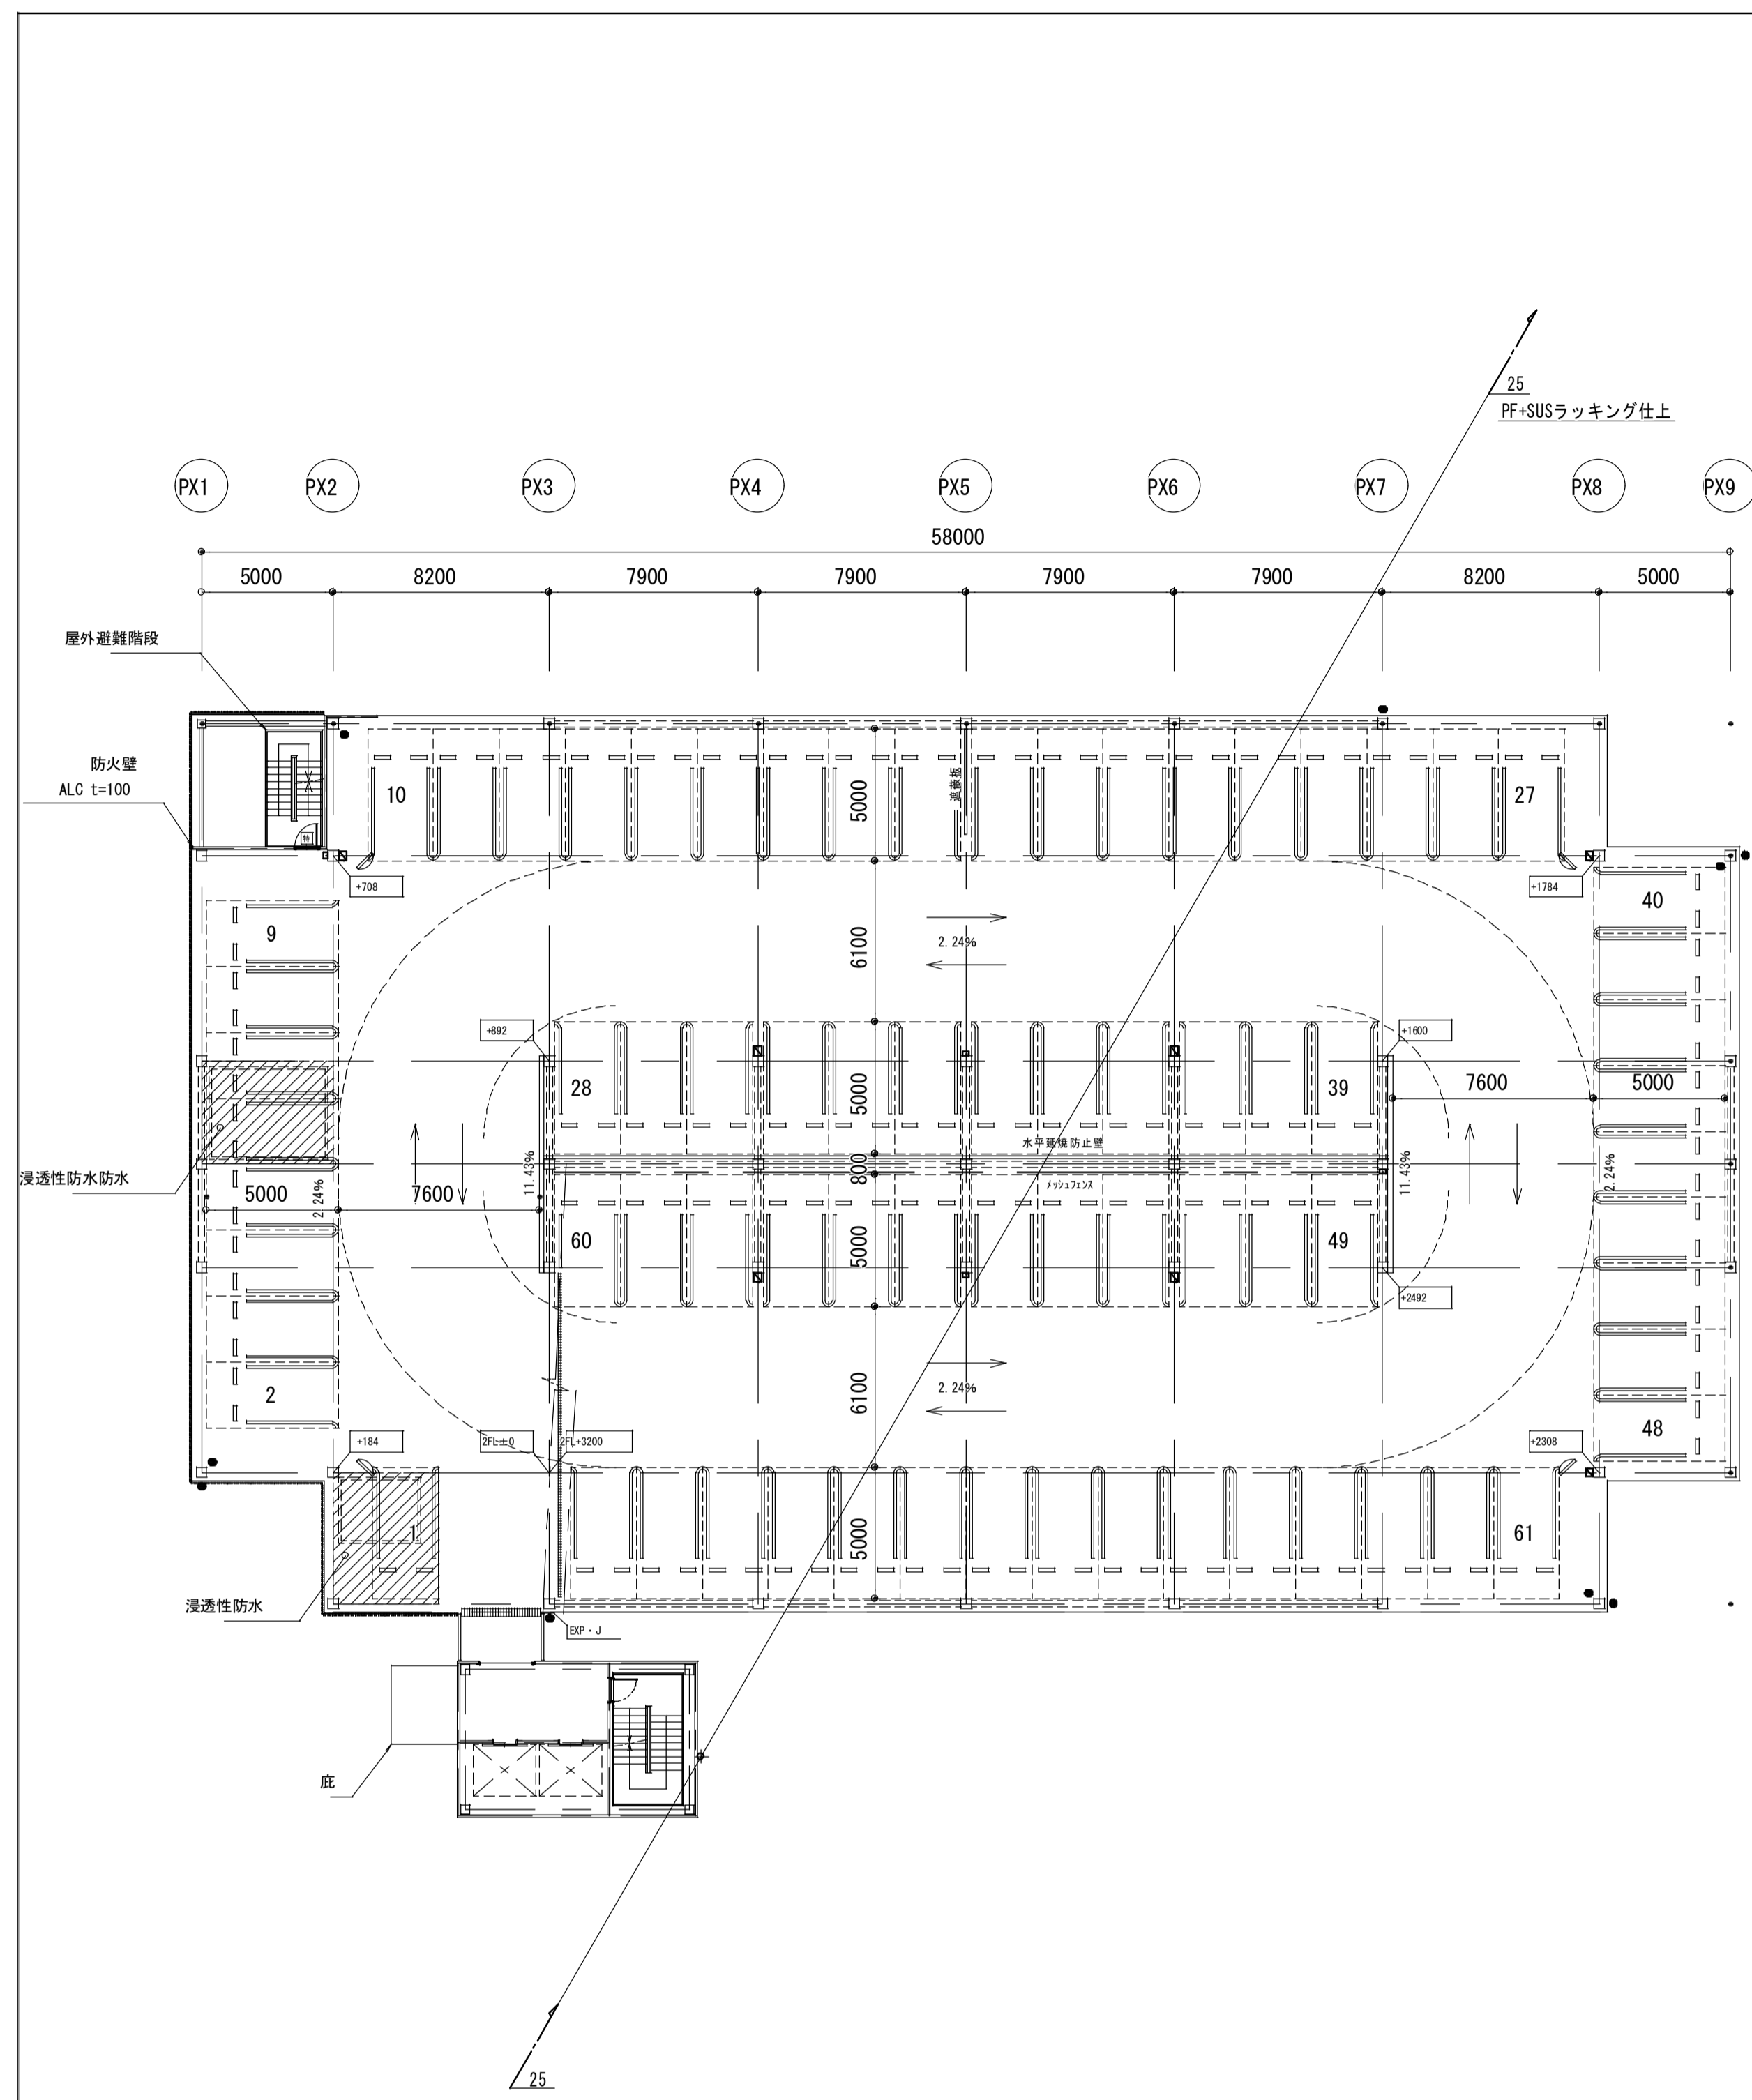 25
PF+SUSラッキング仕上
PX1
PX2
PX3
PX4
PX5
PX6
PX7
PX8
PX9
58000
5000
8200
7900
7900
7900
7900
8200
5000
屋外避難階段
防火壁
ALC t=100
10
5000
遮蔽板
27
特
+708
+1784
9
6100
2.24%
40
+892
+1600
28
5000
39
7600
5000
水平延焼防止壁
浸透性防水防水
5000
2.24%
7600
11.43%
800
メッシュフェンス
11.43%
2.24%
60
5000
49
+2492
2
6100
2.24%
48
+184
2FL±0
2FL+3200
+2308
1
5000
61
浸透性防水
EXP・J
庇
25